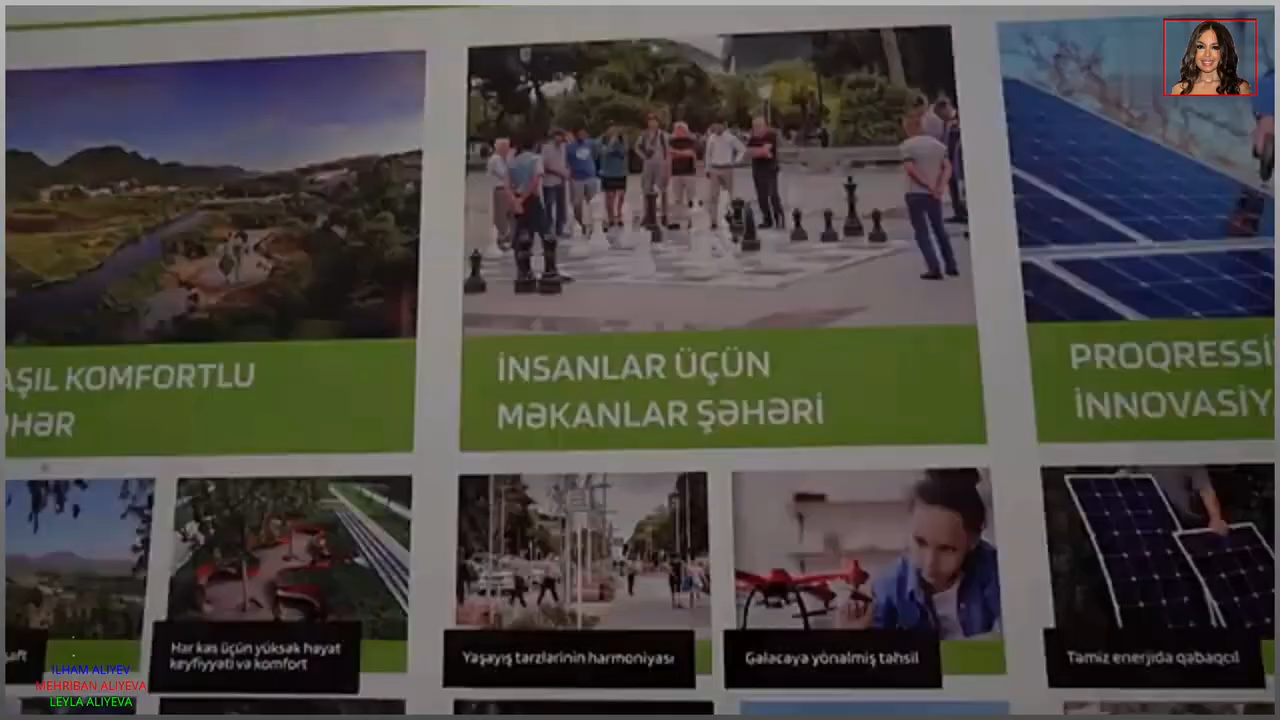 AŞIL KOMFORTLU
ƏHƏR
İNSANLAR ÜÇÜN
MƏKANLAR ŞƏHƏRİ
PROQRESSİ
İNNOVASİY
Hər kəs üçün yüksək həyat
keyfiyyəti və komfort
Yaşayış tərzlərinin harmoniyası
Gələcəyə yönəlmiş təhsil
Təmiz enerjidə qabaqcıl
ILHAM ALIYEV
MEHRIBAN ALIYEVA
LEYLA ALIYEVA